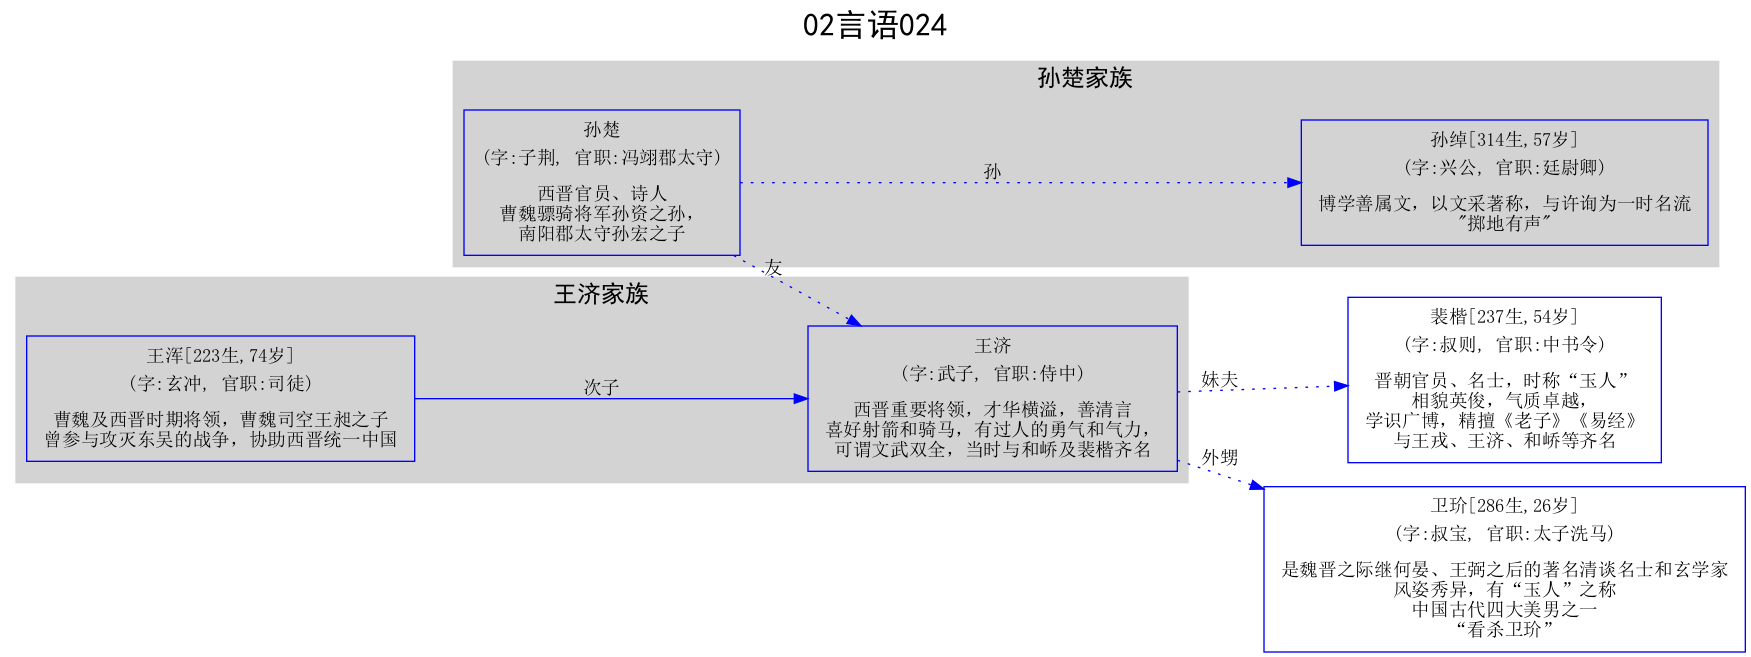 02言语024
孙楚家族
孙楚
(字:子荆, 官职:冯翊郡太守)
西晋官员、诗人
曹魏骠骑将军孙资之孙,
南阳郡太守孙宏之子
孙
孙绰[314生,57岁]
(字:兴公, 官职:廷尉卿)
博学善属文，以文采著称，与许询为一时名流
"掷地有声"
友
王济家族
王浑[223生,74岁]
(字:玄冲, 官职:司徒)
曹魏及西晋时期将领，曹魏司空王昶之子
曾参与攻灭东吴的战争，协助西晋统一中国
次子
王济
(字:武子, 官职:侍中)
西晋重要将领，才华横溢，善清言
喜好射箭和骑马，有过人的勇气和气力，
可谓文武双全，当时与和峤及裴楷齐名
妹夫
裴楷[237生,54岁]
(字:叔则, 官职:中书令)
晋朝官员、名士，时称“玉人”
相貌英俊，气质卓越，
学识广博，精擅《老子》《易经》
与王戎、王济、和峤等齐名
外甥
卫玠[286生,26岁]
(字:叔宝, 官职:太子洗马)
是魏晋之际继何晏、王弼之后的著名清谈名士和玄学家
风姿秀异，有“玉人”之称
中国古代四大美男之一
“看杀卫玠”